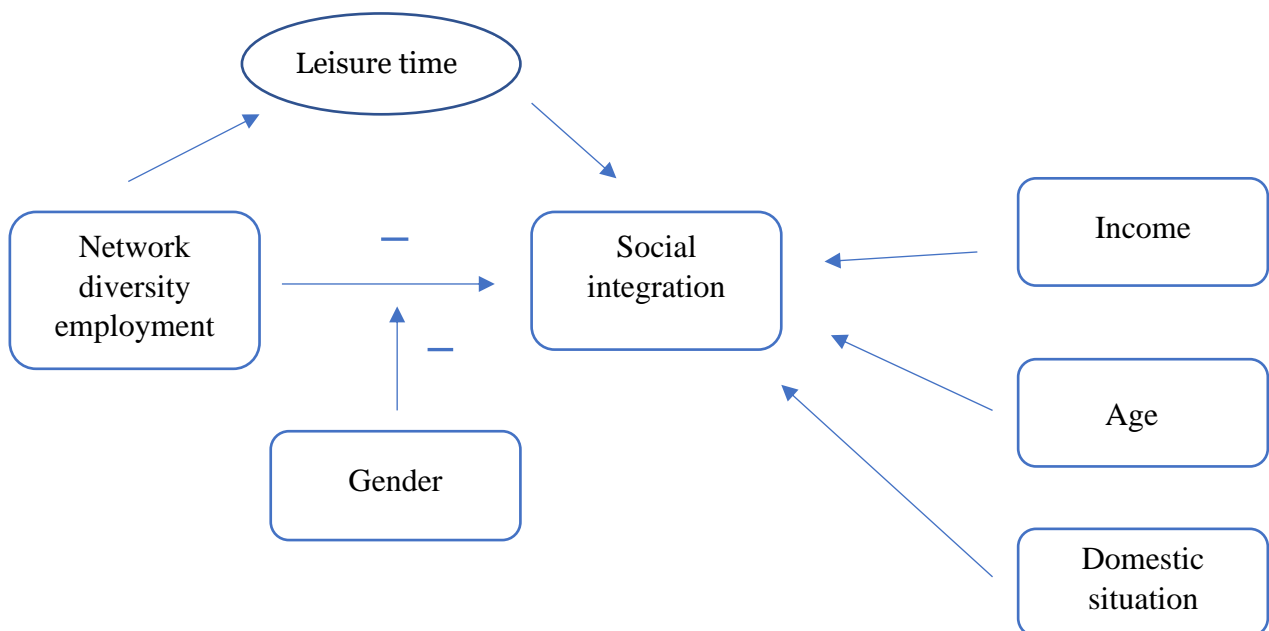 Leisure time
Network
diversity
employment
–
Social
integration
–
Gender
Income
Age
Domestic
situation